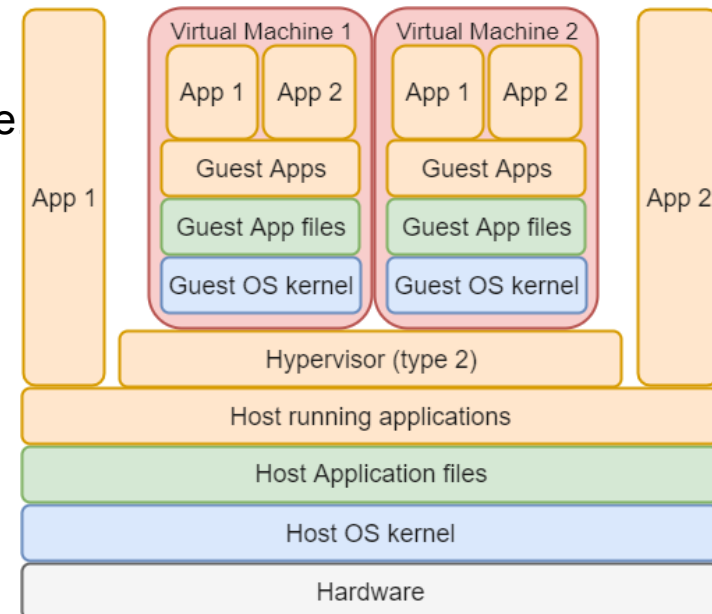 Virtual Machine 1
Virtual Machine 2
App 1
App 2
App 1
App 2
e
App 1
Guest Apps
Guest Apps
App 2
Guest App files
Guest App files
Guest OS kernel
Guest OS kernel
Hypervisor (type 2)
Host running applications
Host Application files
Host OS kernel
Hardware